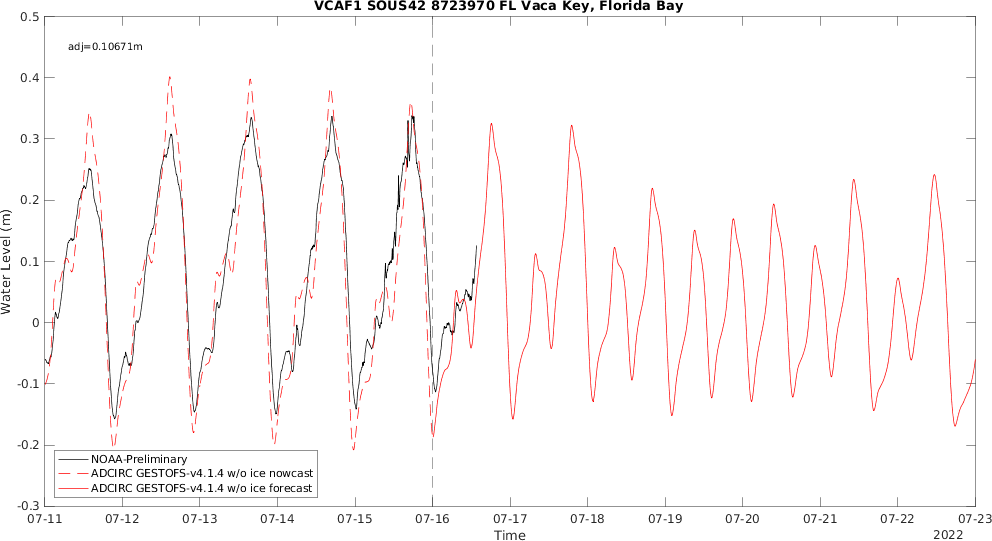 VCAF1 SOUS42 8723970 FL Vaca Key, Florida Bay
adj=0.10671m
0.5
0.4
0.3
0.2
0.1
0
-0.1
-0.2
-0.3
Water Level (m)
NOAA-Preliminary
ADCIRC GESTOFS-v4.1.4 w/o ice nowcast
ADCIRC GESTOFS-v4.1.4 w/o ice forecast
07-11 07-12 07-13 07-14 07-15 07-16 07-17 07-18 07-19 07-20 07-21 07-22 07-23
Time
2022